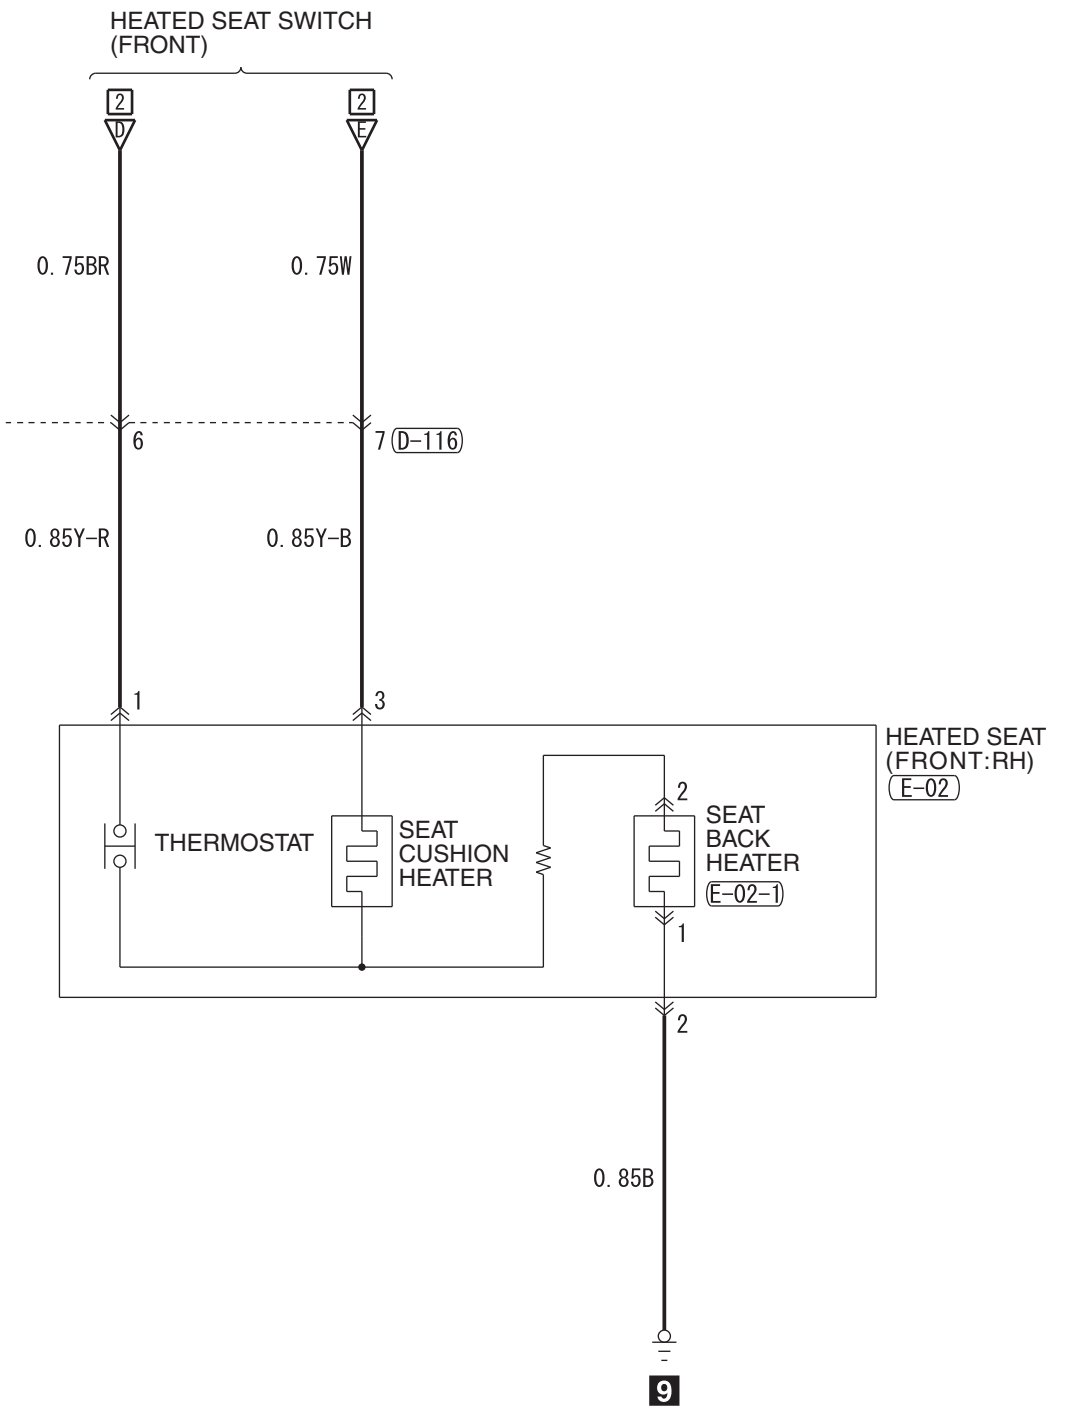 HEATED SEAT SWITCH
(FRONT)
2
2
D
E
0.75BR
0.75W
6
7
D-116
0.85Y-R
0.85Y-B
1
3
HEATED SEAT
(FRONT:RH)
E-02
2
THERMOSTAT
SEAT
CUSHION
HEATER
SEAT
BACK
HEATER
E-02-1
1
2
0.85B
9